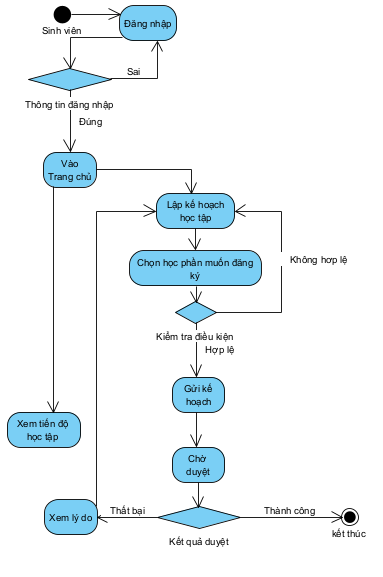 Sinh viên
Đăng nhập
Sai
Thông tin đăng nhập
Đúng
Vào
Trang chủ
Lập kế hoạch
học tập
Chọn học phần muốn đăng
ký
Không hơp lệ
Kiểm tra điều kiện
Hợp lệ
Gửi kế
hoạch
Xem tiến độ
học tập
Chờ
duyệt
Xem lý do
Thất bại
Thành công
Kết quả duyệt
kết thúc